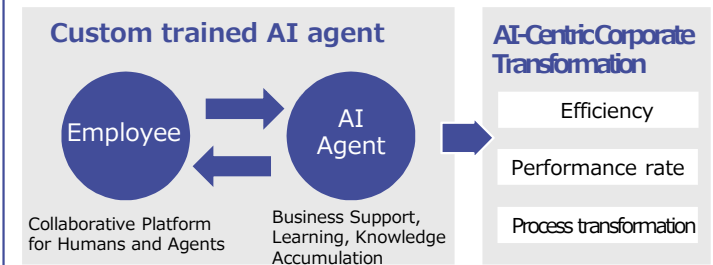 Custom trained AI agent
Employee
AI
Agent
Collaborative Platform
for Humans and Agents
Business Support,
Learning, Knowledge
Accumulation
AI-Centric Corporate
Transformation
Efficiency
Performance rate
Process transformation